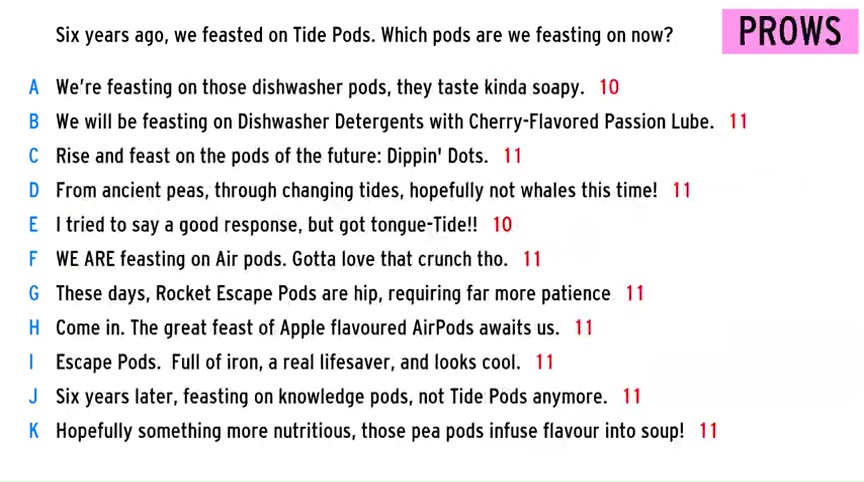 Six years ago, we feasted on Tide Pods. Which pods are we feasting on now?
PROWS
A We're feasting on those dishwasher pods, they taste kinda soapy. 10
B We will be feasting on Dishwasher Detergents with Cherry-Flavored Passion Lube. 11
C Rise and feast on the pods of the future: Dippin' Dots. 11
D From ancient peas, through changing tides, hopefully not whales this time! 11
E I tried to say a good response, but got tongue-Tide!! 10
F WE ARE feasting on Air pods. Gotta love that crunch tho. 11
G These days, Rocket Escape Pods are hip, requiring far more patience 11
H Come in. The great feast of Apple flavoured AirPods awaits us. 11
I Escape Pods. Full of iron, a real lifesaver, and looks cool. 11
J Six years later, feasting on knowledge pods, not Tide Pods anymore. 11
K Hopefully something more nutritious, those pea pods infuse flavour into soup! 11